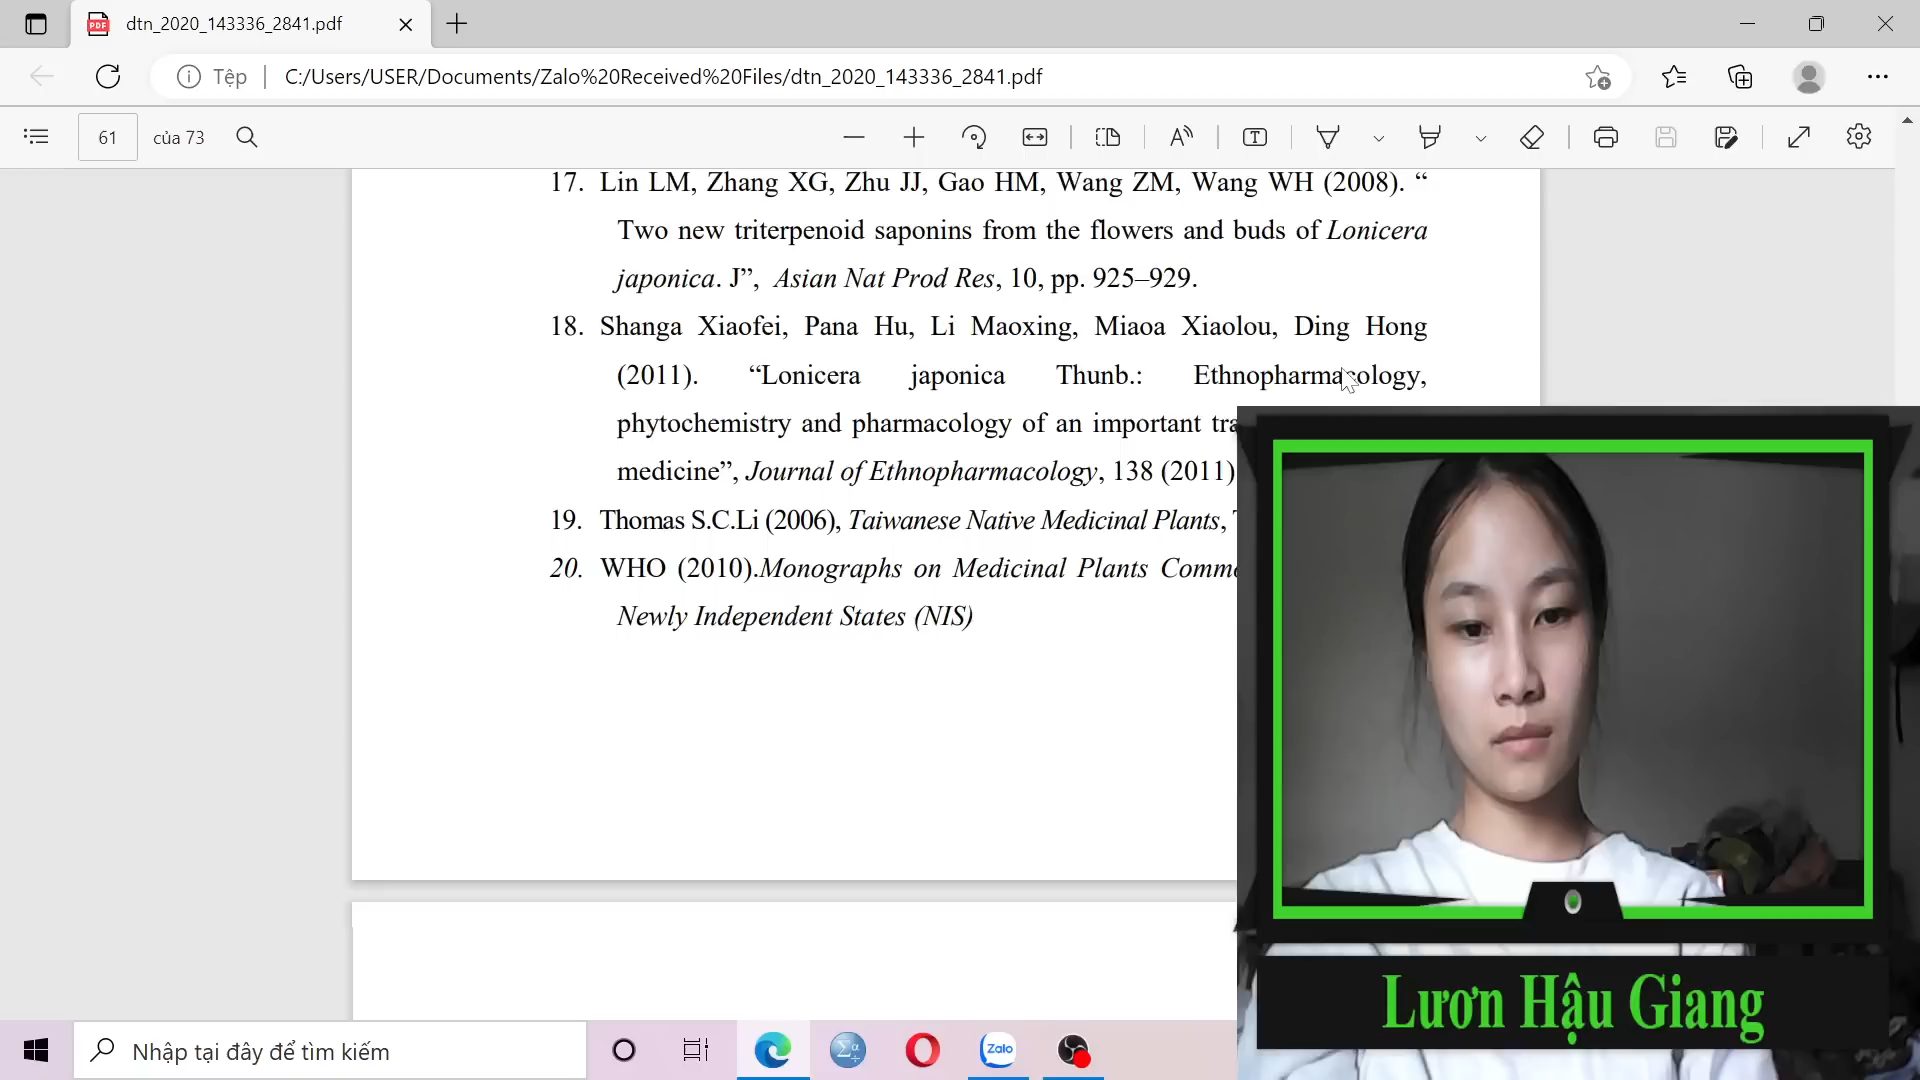 dtn_2020_143336_2841.pdf
Tệp
C:/Users/USER/Documents/Zalo%20Received%20Files/dtn_2020_143336_2841.pdf
61 của 73
17. Lin LM, Zhang XG, Zhu JJ, Gao HM, Wang ZM, Wang WH (2008). “
Two new triterpenoid saponins from the flowers and buds of Lonicera
japonica. J”, Asian Nat Prod Res, 10, pp. 925–929.
18. Shanga Xiaofei, Pana Hu, Li Maoxing, Miaoa Xiaolou, Ding Hong
(2011). “Lonicera japonica Thunb.: Ethnopharmacology,
phytochemistry and pharmacology of an important
medicine”, Journal of Ethnopharmacology, 138 (2011)
19. Thomas S.C.Li (2006), Taiwanese Native Medicinal Plants,
20. WHO (2010).Monographs on Medicinal Plants
Newly Independent States (NIS)
Lươn Hậu Giang
Nhập tại đây để tìm kiếm
Zalo